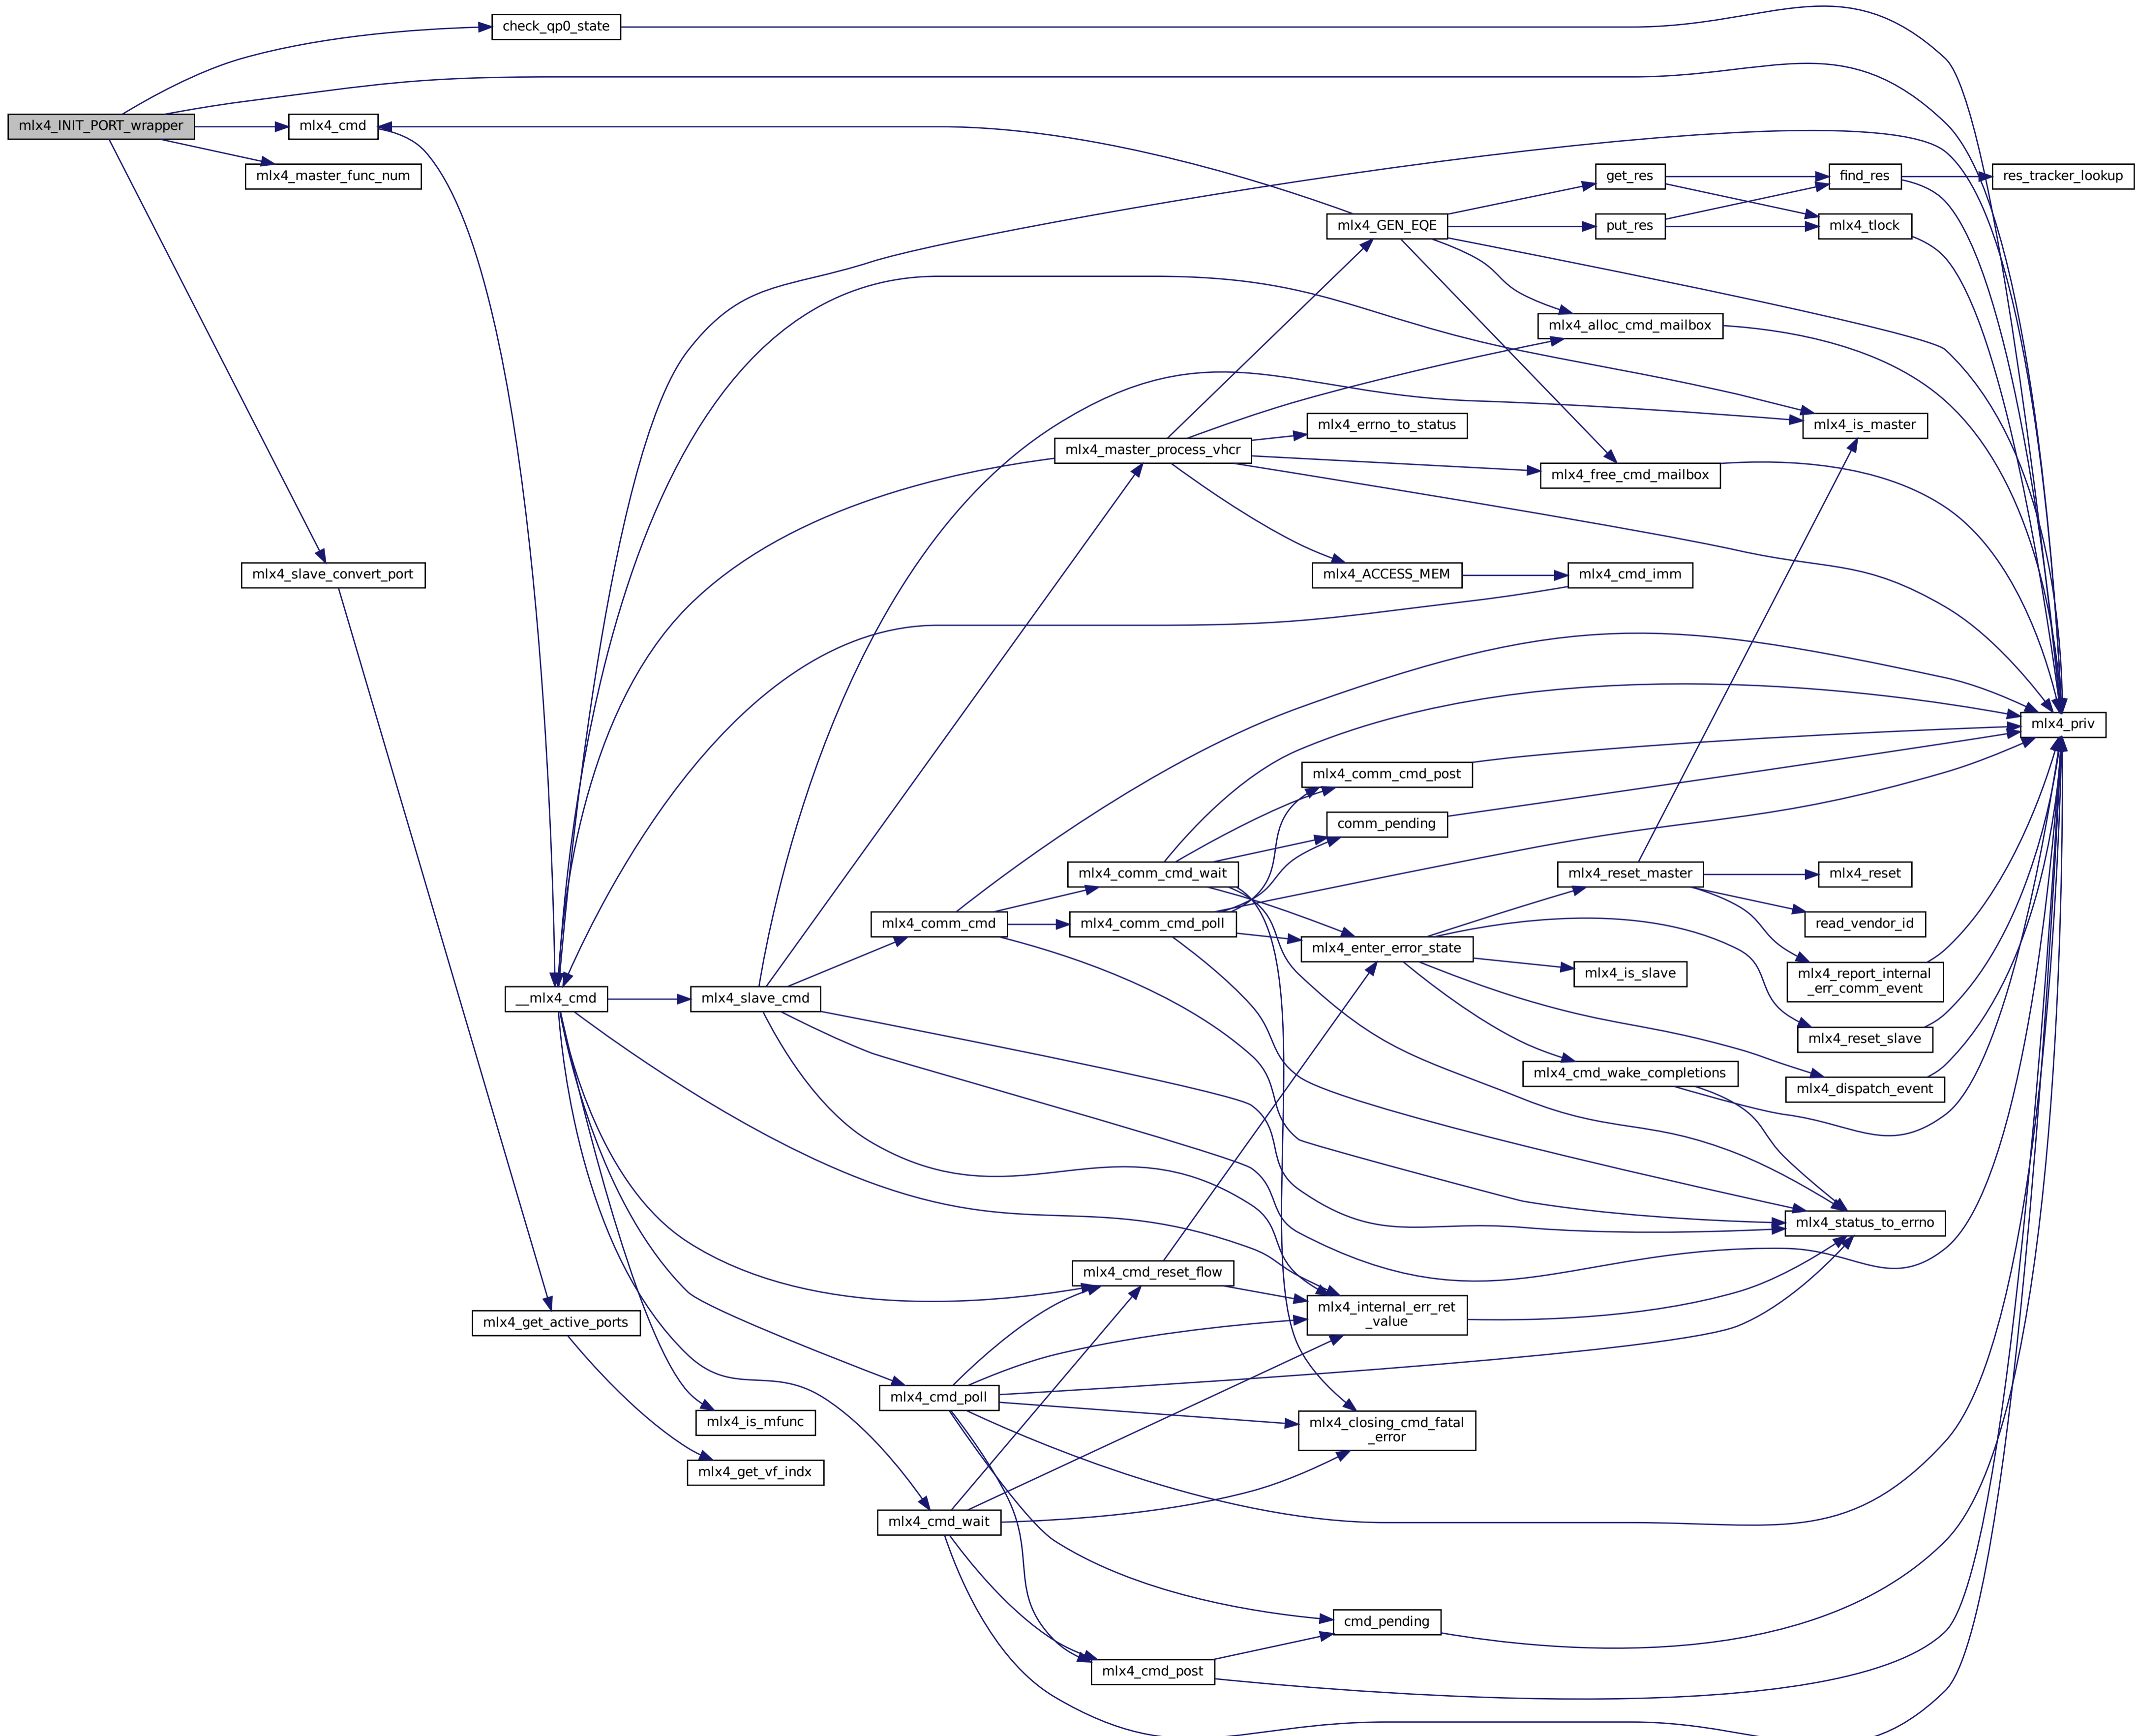 check_qp0_state
mlx4_INIT_PORT_wrapper
mlx4_cmd
mlx4_master_func_num
get_res
find_res
res_tracker_lookup
mlx4_GEN_EQE
put_res
mlx4_tlock
mlx4_alloc_cmd_mailbox
mlx4_errno_to_status
mlx4_is_master
mlx4_master_process_vhcr
mlx4_free_cmd_mailbox
mlx4_slave_convert_port
mlx4_ACCESS_MEM
mlx4_cmd_imm
mlx4_priv
mlx4_comm_cmd_post
comm_pending
mlx4_comm_cmd_wait
mlx4_reset_master
mlx4_reset
mlx4_comm_cmd
mlx4_comm_cmd_poll
read_vendor_id
mlx4_enter_error_state
mlx4_is_slave
mlx4_report_internal
_err_comm_event
__mlx4_cmd
mlx4_slave_cmd
mlx4_reset_slave
mlx4_cmd_wake_completions
mlx4_dispatch_event
mlx4_status_to_errno
mlx4_cmd_reset_flow
mlx4_internal_err_ret
_value
mlx4_get_active_ports
mlx4_cmd_poll
mlx4_is_mfunc
mlx4_closing_cmd_fatal
_error
mlx4_get_vf_indx
mlx4_cmd_wait
cmd_pending
mlx4_cmd_post